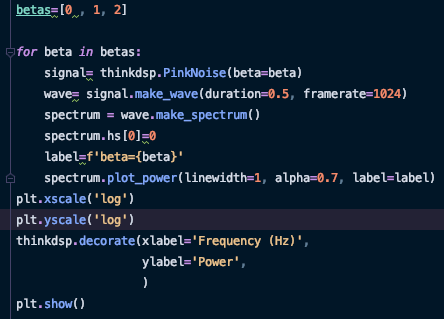 betas=[0 , 1, 2]

for beta in betas:
    signal= thinkdsp.PinkNoise(beta=beta)
    wave= signal.make_wave(duration=0.5, framerate=1024)
    spectrum = wave.make_spectrum()
    spectrum.hs[0]=0
    label=f'beta={beta}'
    spectrum.plot_power(linewidth=1, alpha=0.7, label=label)
plt.xscale('log')
plt.yscale('log')
thinkdsp.decorate(xlabel='Frequency (Hz)',
                  ylabel='Power',
                  )
plt.show()